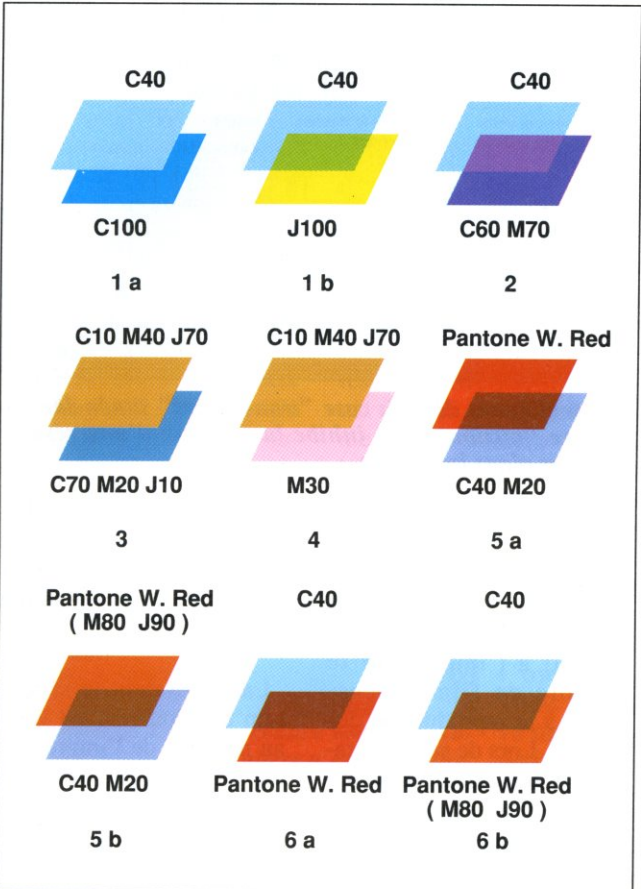 C40 C40 C40
C100 J100 C60 M70
1 a 1 b 2
C10 M40 J70 C10 M40 J70 Pantone W. Red
C70 M20 J10 M30 C40 M20
3 4 5 a
Pantone W. Red C40 C40
( M80 J90 )
C40 M20 Pantone W. Red Pantone W. Red
( M80 J90 )
5 b 6 a 6 b